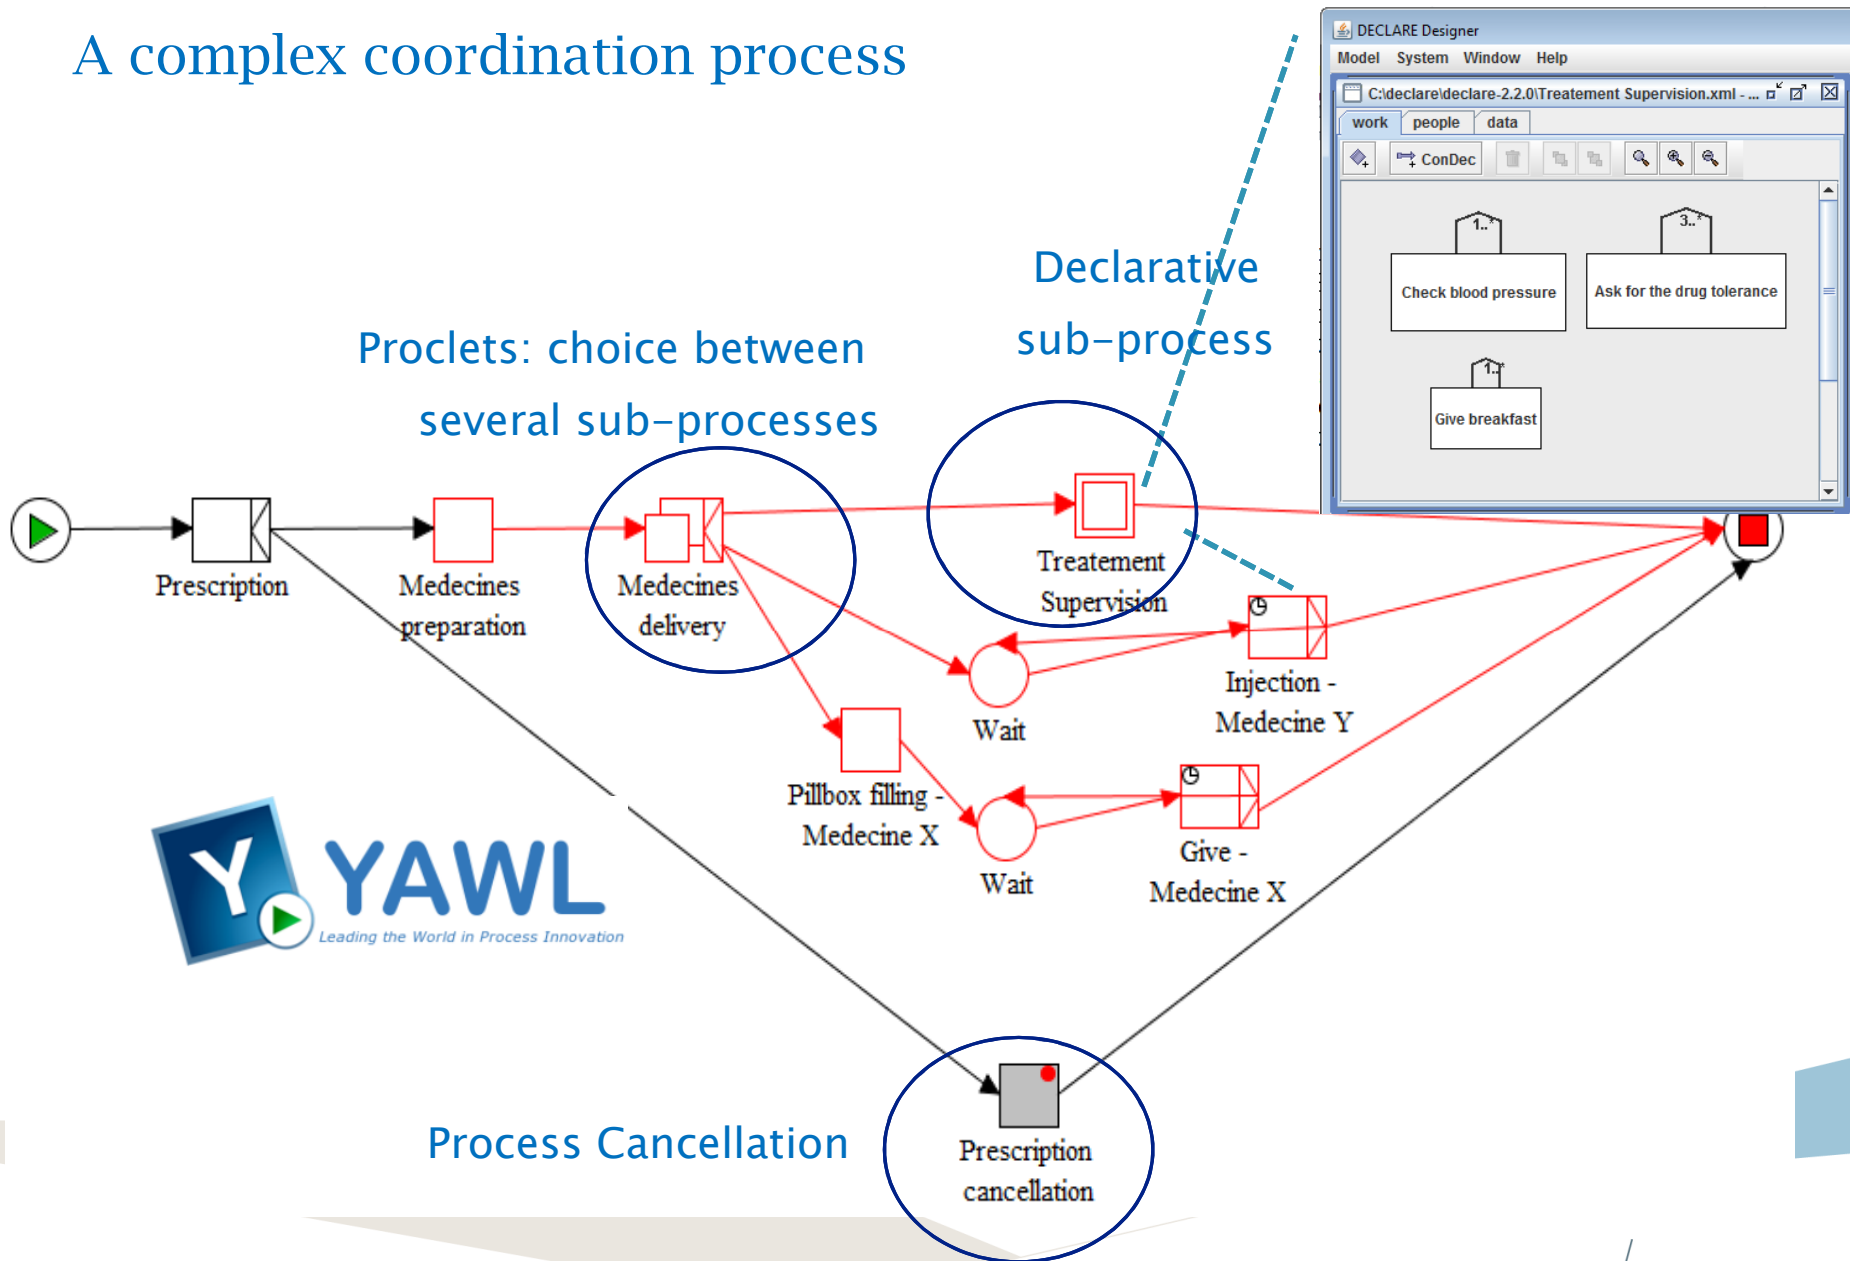 A complex coordination process
DECLARE Designer
Model System Window Help
C:\declare\declare-2.2.0\Treatement Supervision.xml - ...
work people data
ConDec
1..*
3..*
Check blood pressure
Ask for the drug tolerance
1..*
Give breakfast
Declarative
sub-process
Proclets: choice between
several sub-processes
Prescription
Medecines
preparation
Medecines
delivery
Treatement
Supervision
Wait
Injection -
Medecine Y
Pillbox filling -
Medecine X
Wait
Give -
Medecine X
Y
YAWL
Leading the World in Process Innovation
Process Cancellation
Prescription
cancellation
/